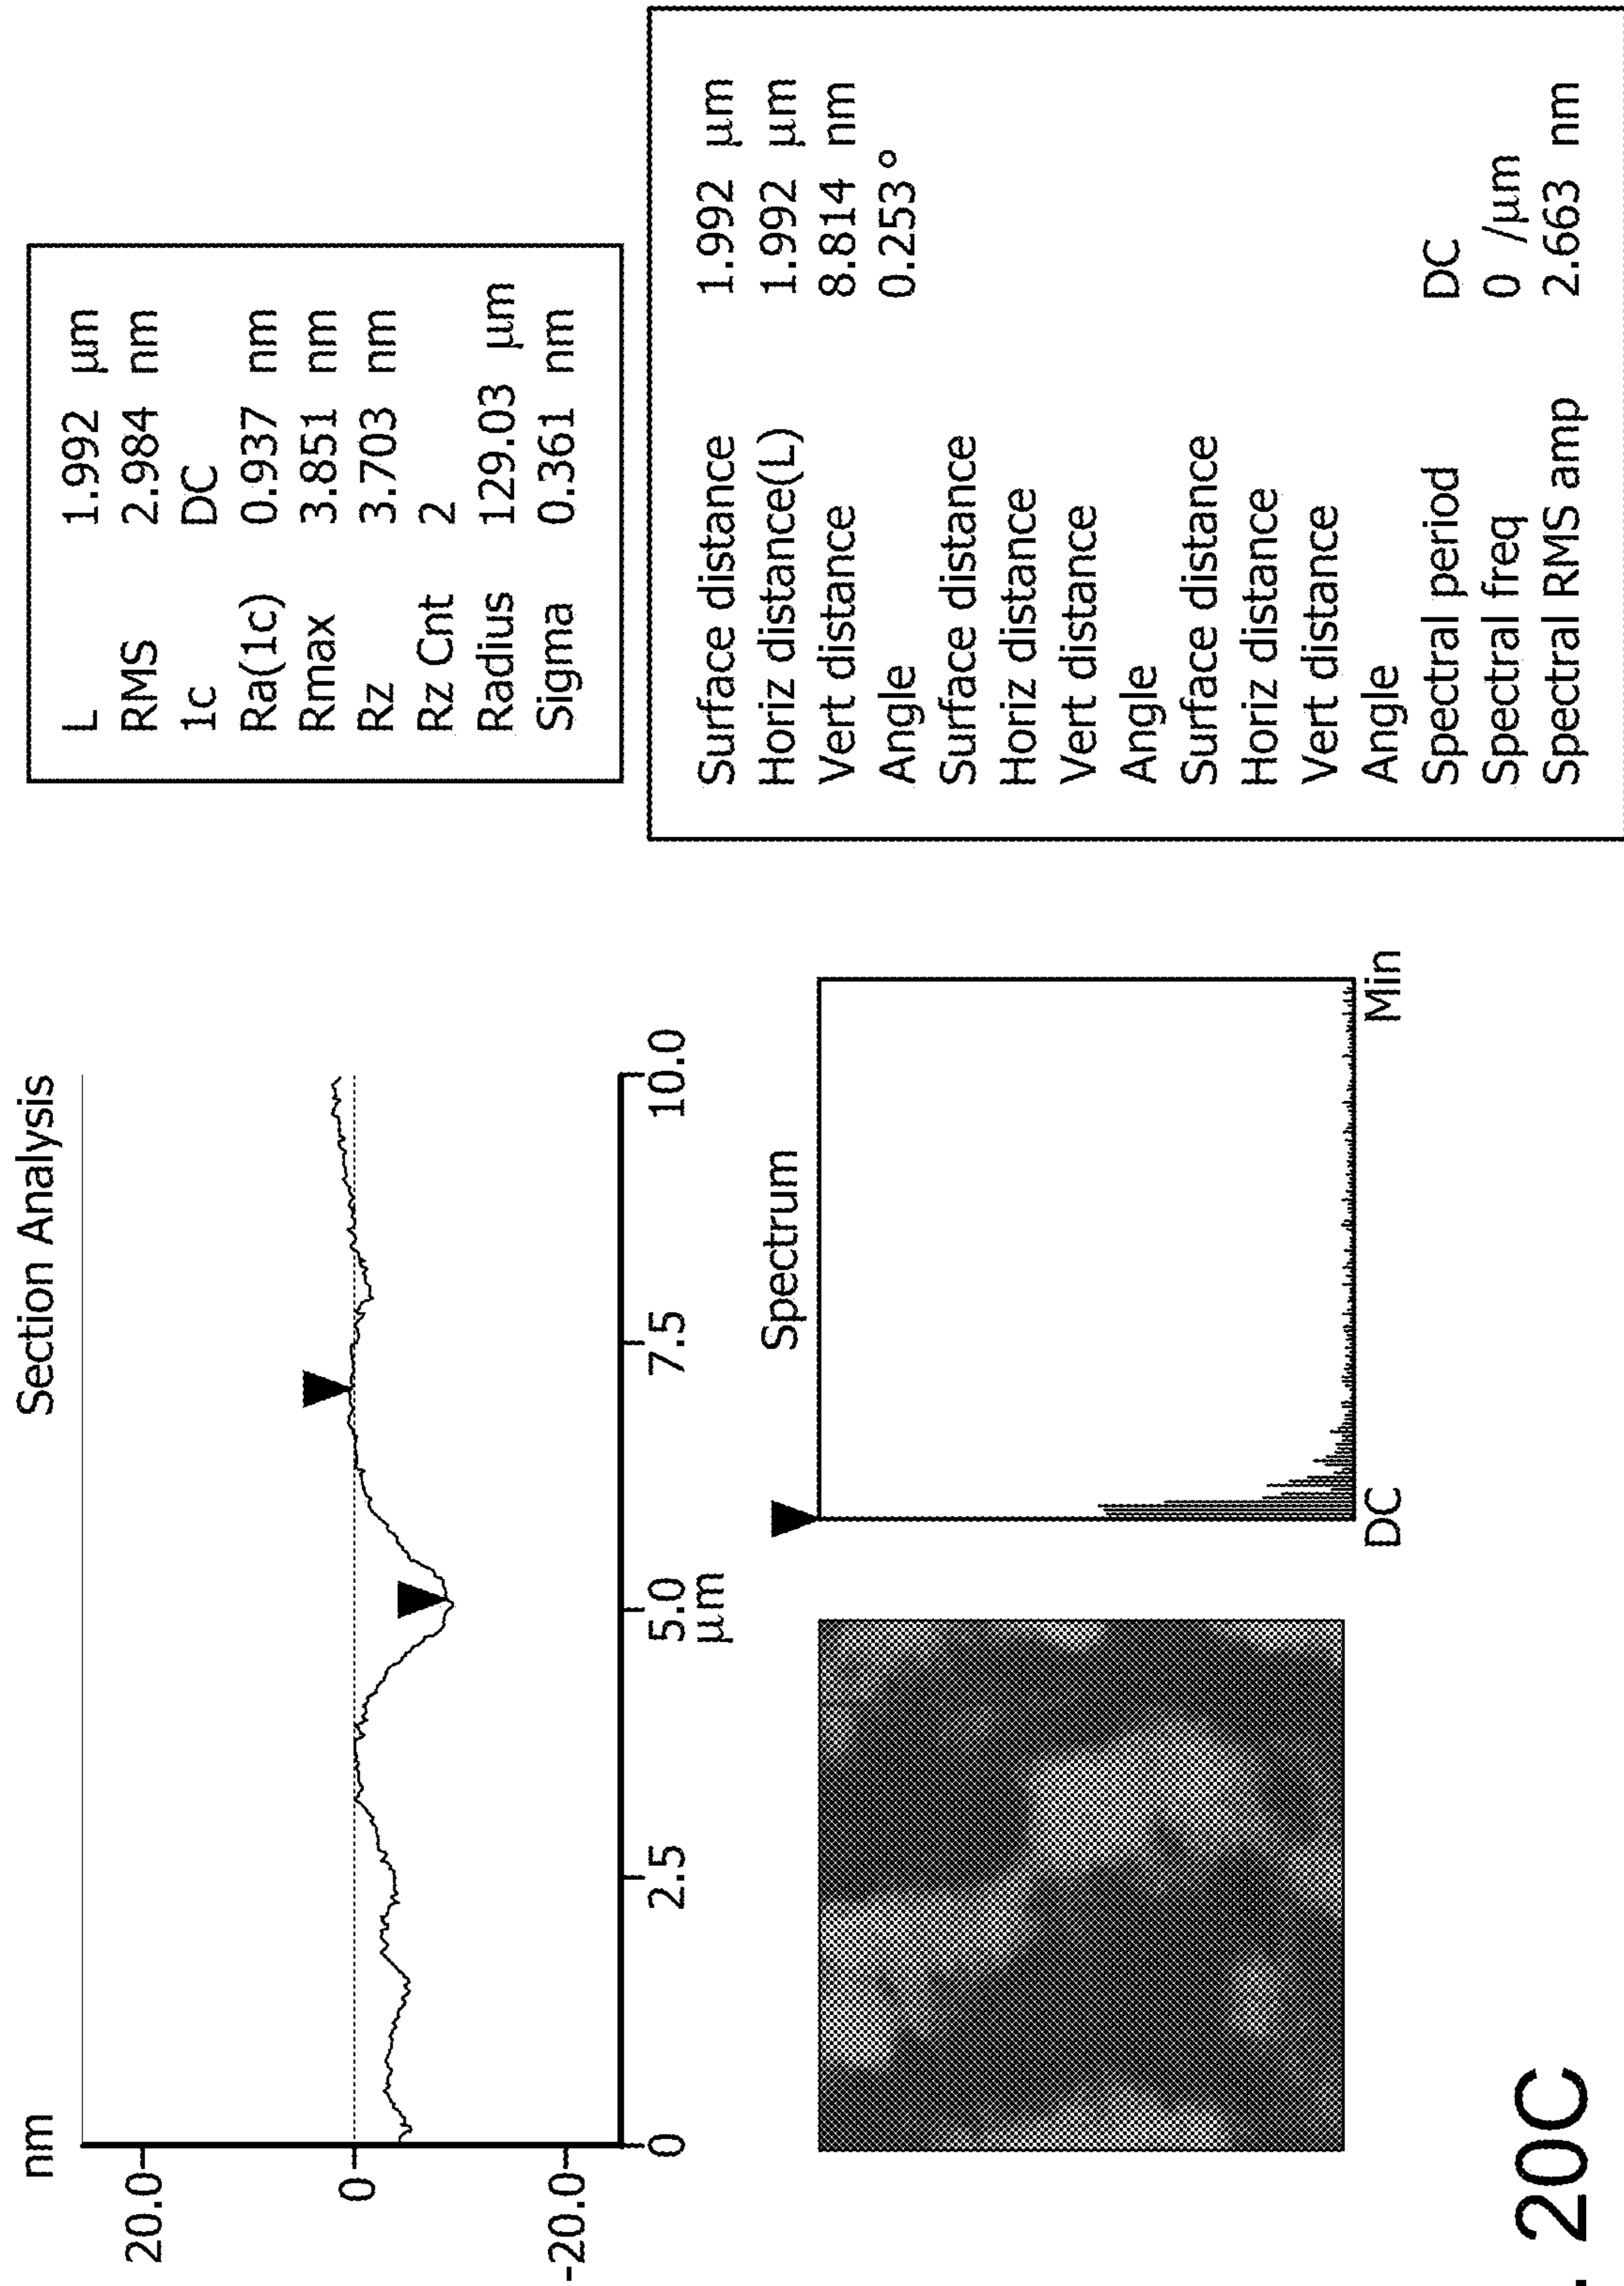 Section Analysis
nm
20.0
0
-20.0
0
2.5
5.0
7.5
10.0
μm
L 1.992 μm
RMS 2.984 nm
1c DC
Ra(1c) 0.937 nm
Rmax 3.851 nm
Rz 3.703 nm
Rz Cnt 2
Radius 129.03 μm
Sigma 0.361 nm
Spectrum
DC
Min
Surface distance 1.992 μm
Horiz distance(L) 1.992 μm
Vert distance 8.814 nm
Angle 0.253°
Surface distance
Horiz distance
Vert distance
Angle
Surface distance
Horiz distance
Vert distance
Angle
Spectral period DC
Spectral freq 0 /μm
Spectral RMS amp 2.663 nm
. 20C